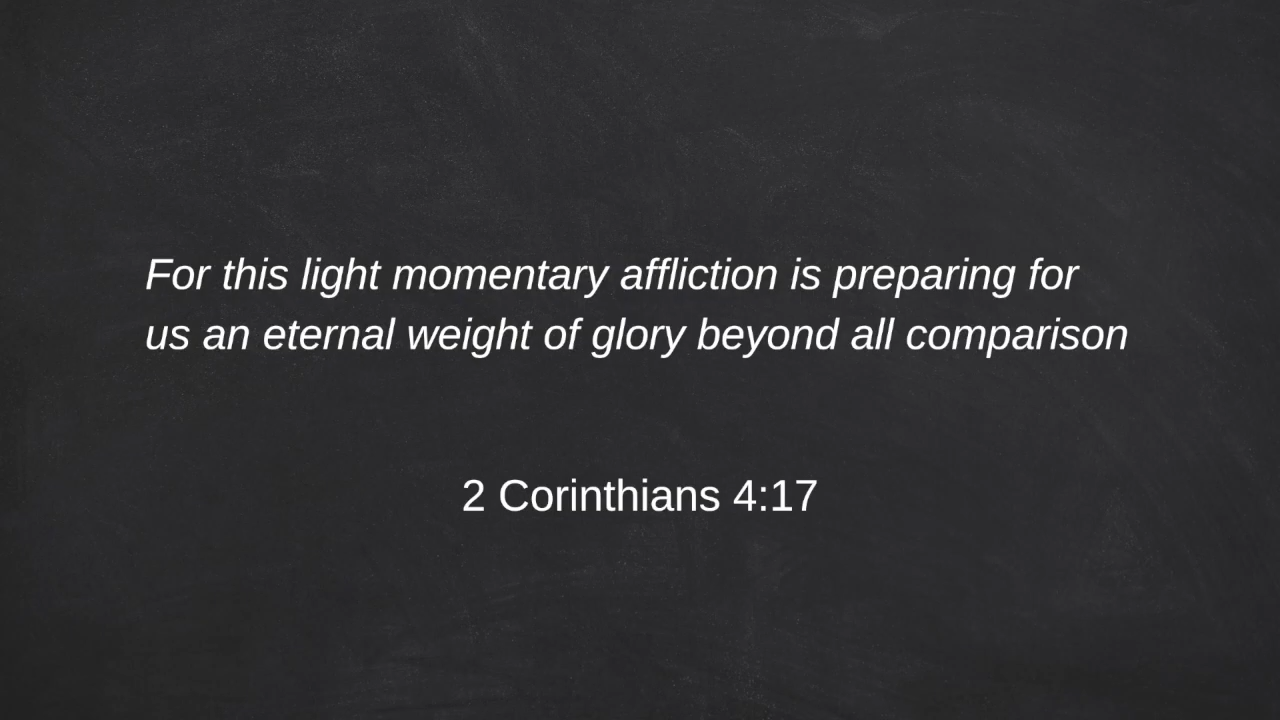 For this light momentary affliction is preparing for
us an eternal weight of glory beyond all comparison
2 Corinthians 4:17